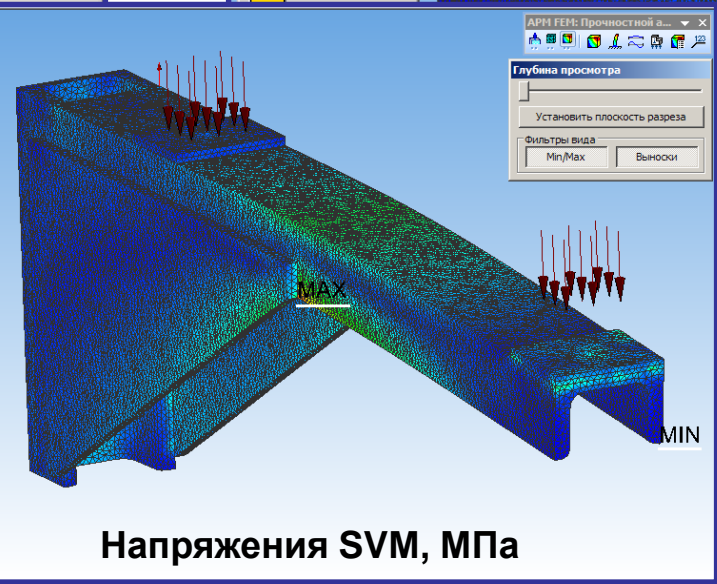 APM FEM: Прочностной а...
Глубина просмотра
Установить плоскость разреза
Фильтры вида
Min/Max
Выноски
MAX
MIN
Напряжения SVM, МПа